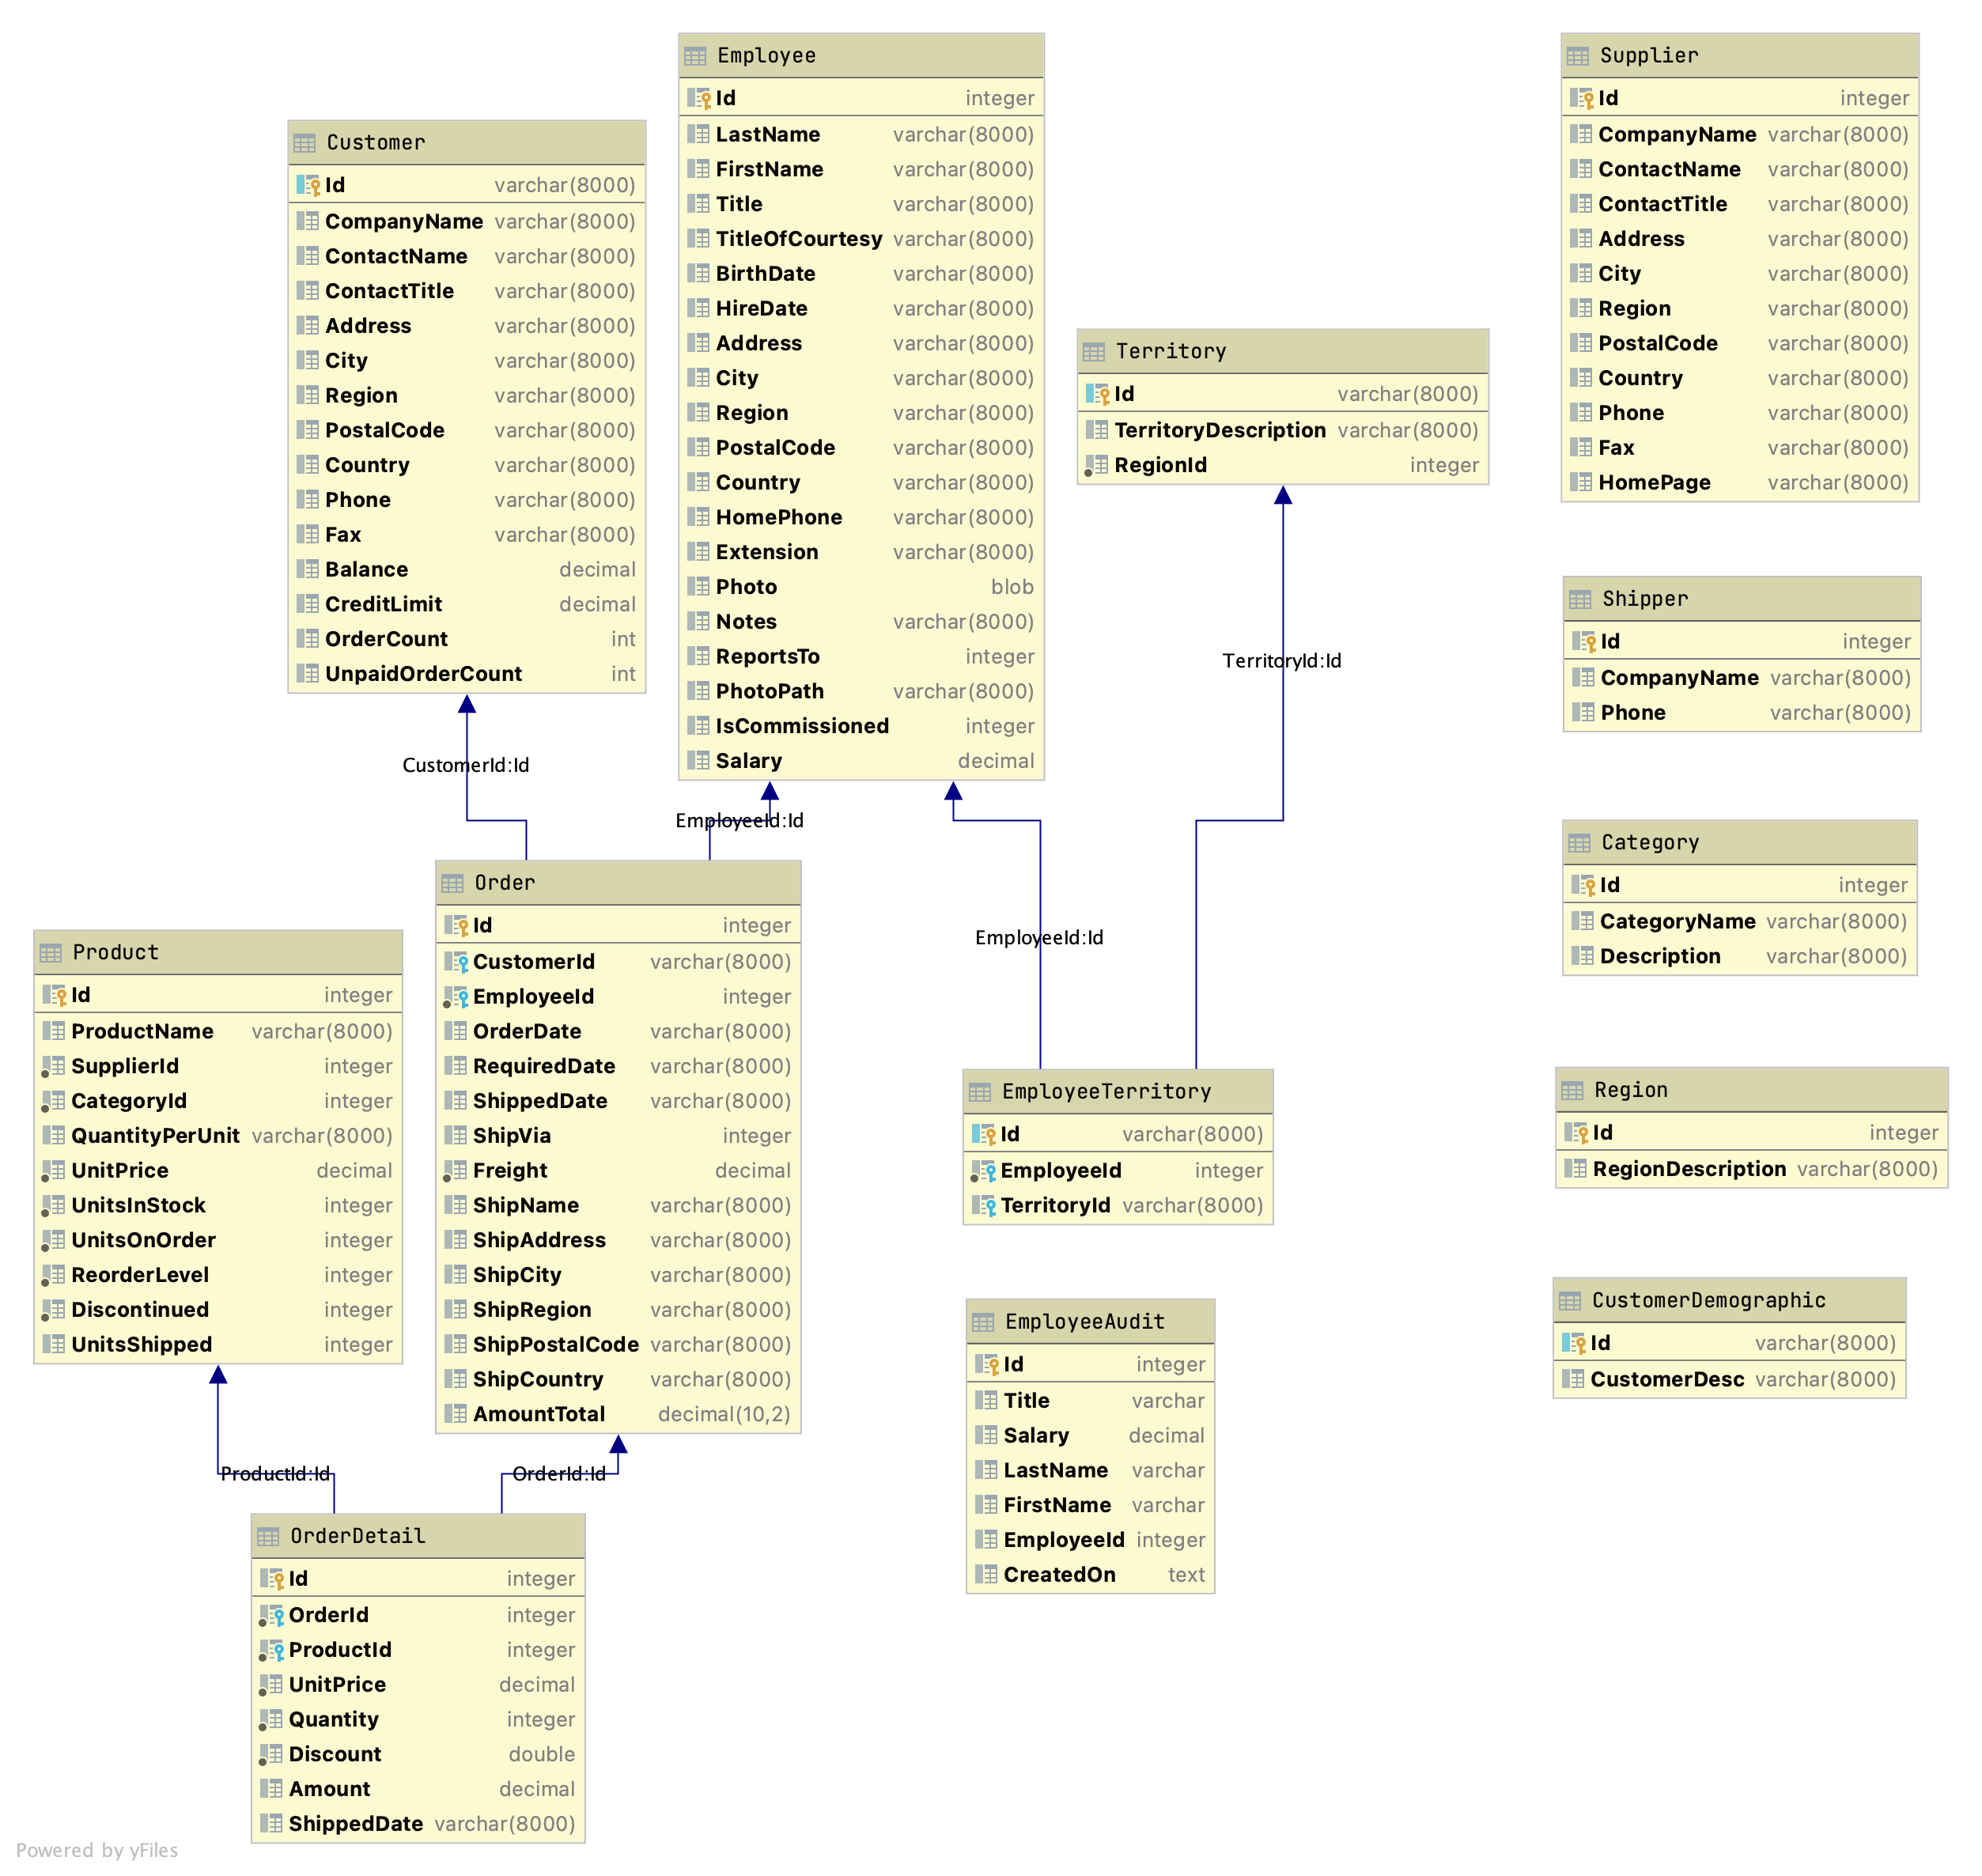 Customer
Id varchar(8000)
CompanyName varchar(8000)
ContactName varchar(8000)
ContactTitle varchar(8000)
Address varchar(8000)
City varchar(8000)
Region varchar(8000)
PostalCode varchar(8000)
Country varchar(8000)
Phone varchar(8000)
Fax varchar(8000)
Balance decimal
CreditLimit decimal
OrderCount int
UnpaidOrderCount int
Employee
Id integer
LastName varchar(8000)
FirstName varchar(8000)
Title varchar(8000)
TitleOfCourtesy varchar(8000)
BirthDate varchar(8000)
HireDate varchar(8000)
Address varchar(8000)
City varchar(8000)
Region varchar(8000)
PostalCode varchar(8000)
Country varchar(8000)
HomePhone varchar(8000)
Extension varchar(8000)
Photo blob
Notes varchar(8000)
ReportsTo integer
PhotoPath varchar(8000)
IsCommissioned integer
Salary decimal
Territory
Id varchar(8000)
TerritoryDescription varchar(8000)
RegionId integer
Supplier
Id integer
CompanyName varchar(8000)
ContactName varchar(8000)
ContactTitle varchar(8000)
Address varchar(8000)
City varchar(8000)
Region varchar(8000)
PostalCode varchar(8000)
Country varchar(8000)
Phone varchar(8000)
Fax varchar(8000)
HomePage varchar(8000)
Shipper
Id integer
CompanyName varchar(8000)
Phone varchar(8000)
TerritoryId:Id
CustomerId:Id
EmployeeId:Id
EmployeeId:Id
Category
Id integer
CategoryName varchar(8000)
Description varchar(8000)
Product
Id integer
ProductName varchar(8000)
SupplierId integer
CategoryId integer
QuantityPerUnit varchar(8000)
UnitPrice decimal
UnitsInStock integer
UnitsOnOrder integer
ReorderLevel integer
Discontinued integer
UnitsShipped integer
Order
Id integer
CustomerId varchar(8000)
EmployeeId integer
OrderDate varchar(8000)
RequiredDate varchar(8000)
ShippedDate varchar(8000)
ShipVia integer
Freight decimal
ShipName varchar(8000)
ShipAddress varchar(8000)
ShipCity varchar(8000)
ShipRegion varchar(8000)
ShipPostalCode varchar(8000)
ShipCountry varchar(8000)
AmountTotal decimal(10,2)
EmployeeTerritory
Id varchar(8000)
EmployeeId integer
TerritoryId varchar(8000)
Region
Id integer
RegionDescription varchar(8000)
EmployeeAudit
Id integer
Title varchar
Salary decimal
LastName varchar
FirstName varchar
EmployeeId integer
CreatedOn text
CustomerDemographic
Id varchar(8000)
CustomerDesc varchar(8000)
ProductId:Id
OrderId:Id
OrderDetail
Id integer
OrderId integer
ProductId integer
UnitPrice decimal
Quantity integer
Discount double
Amount decimal
ShippedDate varchar(8000)
Powered by yFiles